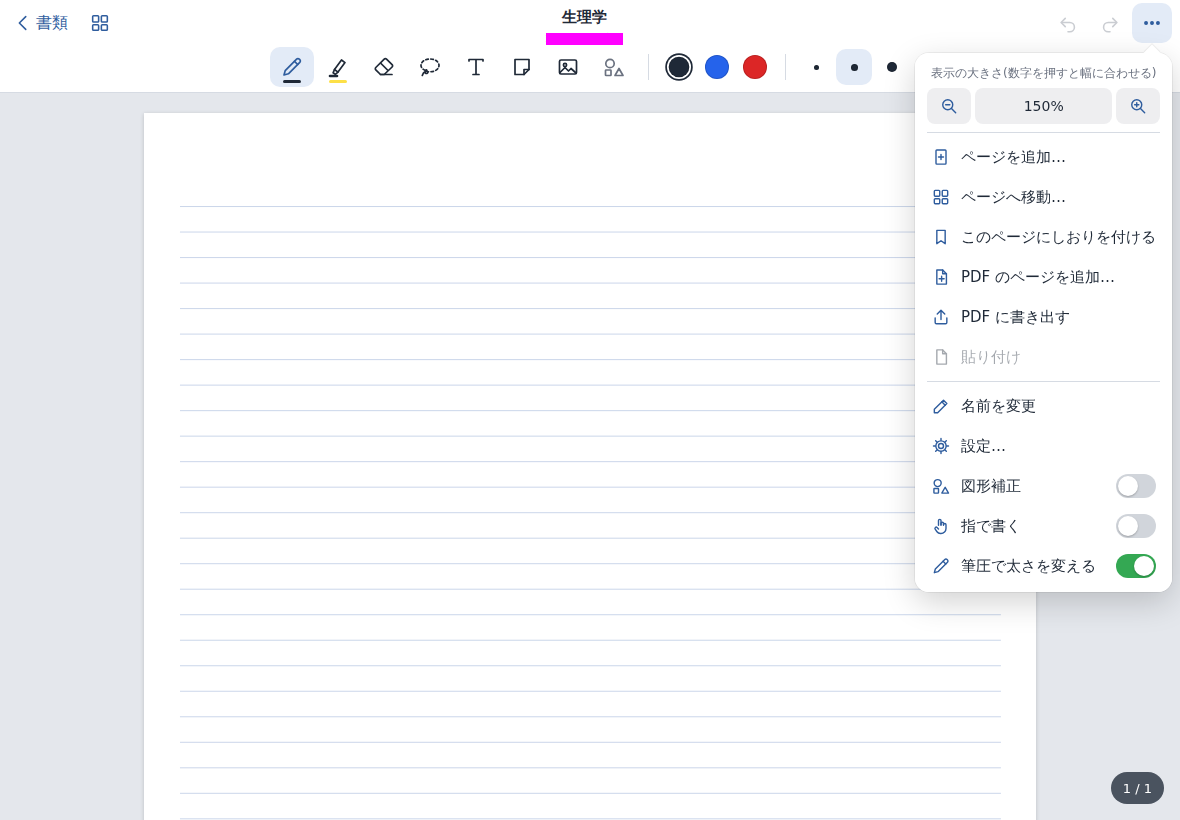 書類
生理学
表示の大きさ(数字を押すと幅に合わせる)
150%
ページを追加…
ページへ移動…
このページにしおりを付ける
PDF のページを追加…
PDF に書き出す
貼り付け
名前を変更
設定…
図形補正
指で書く
筆圧で太さを変える
1 / 1